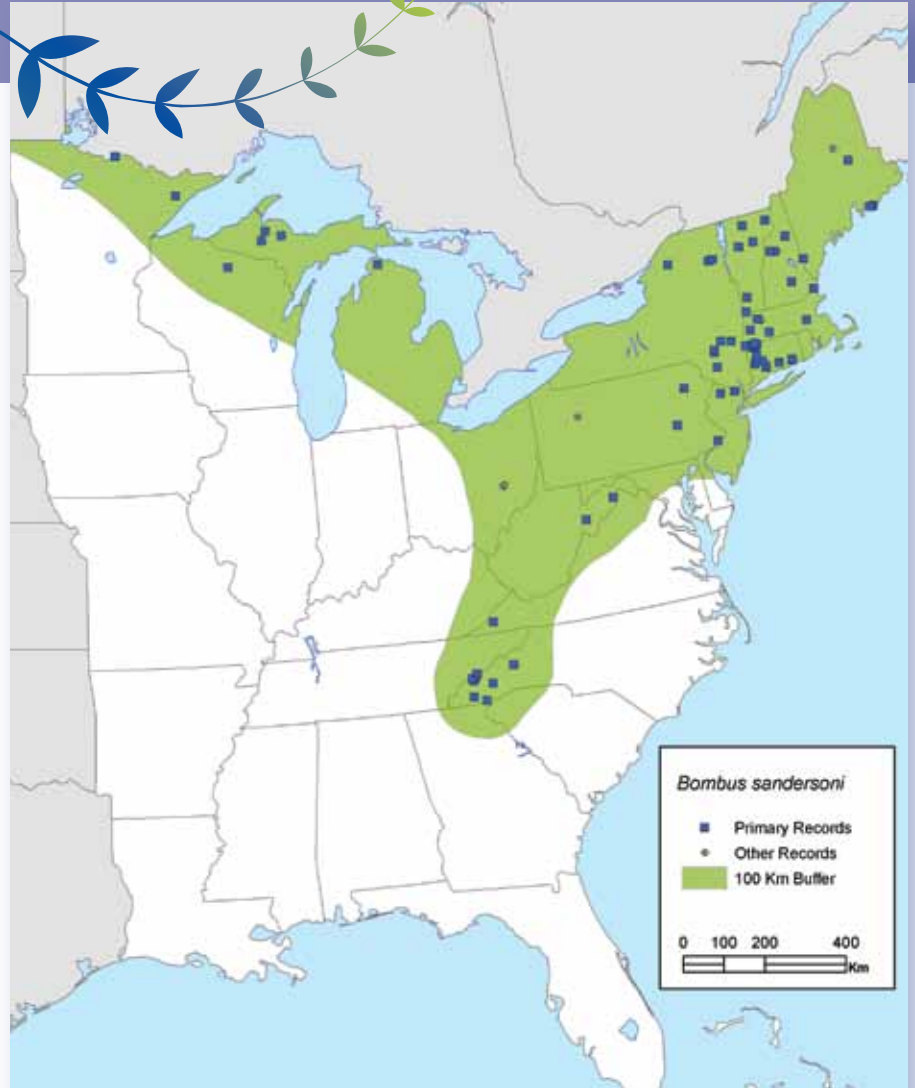 Bombus sandersoni
Primary Records
Other Records
100 Km Buffer
0 100 200 400
Km